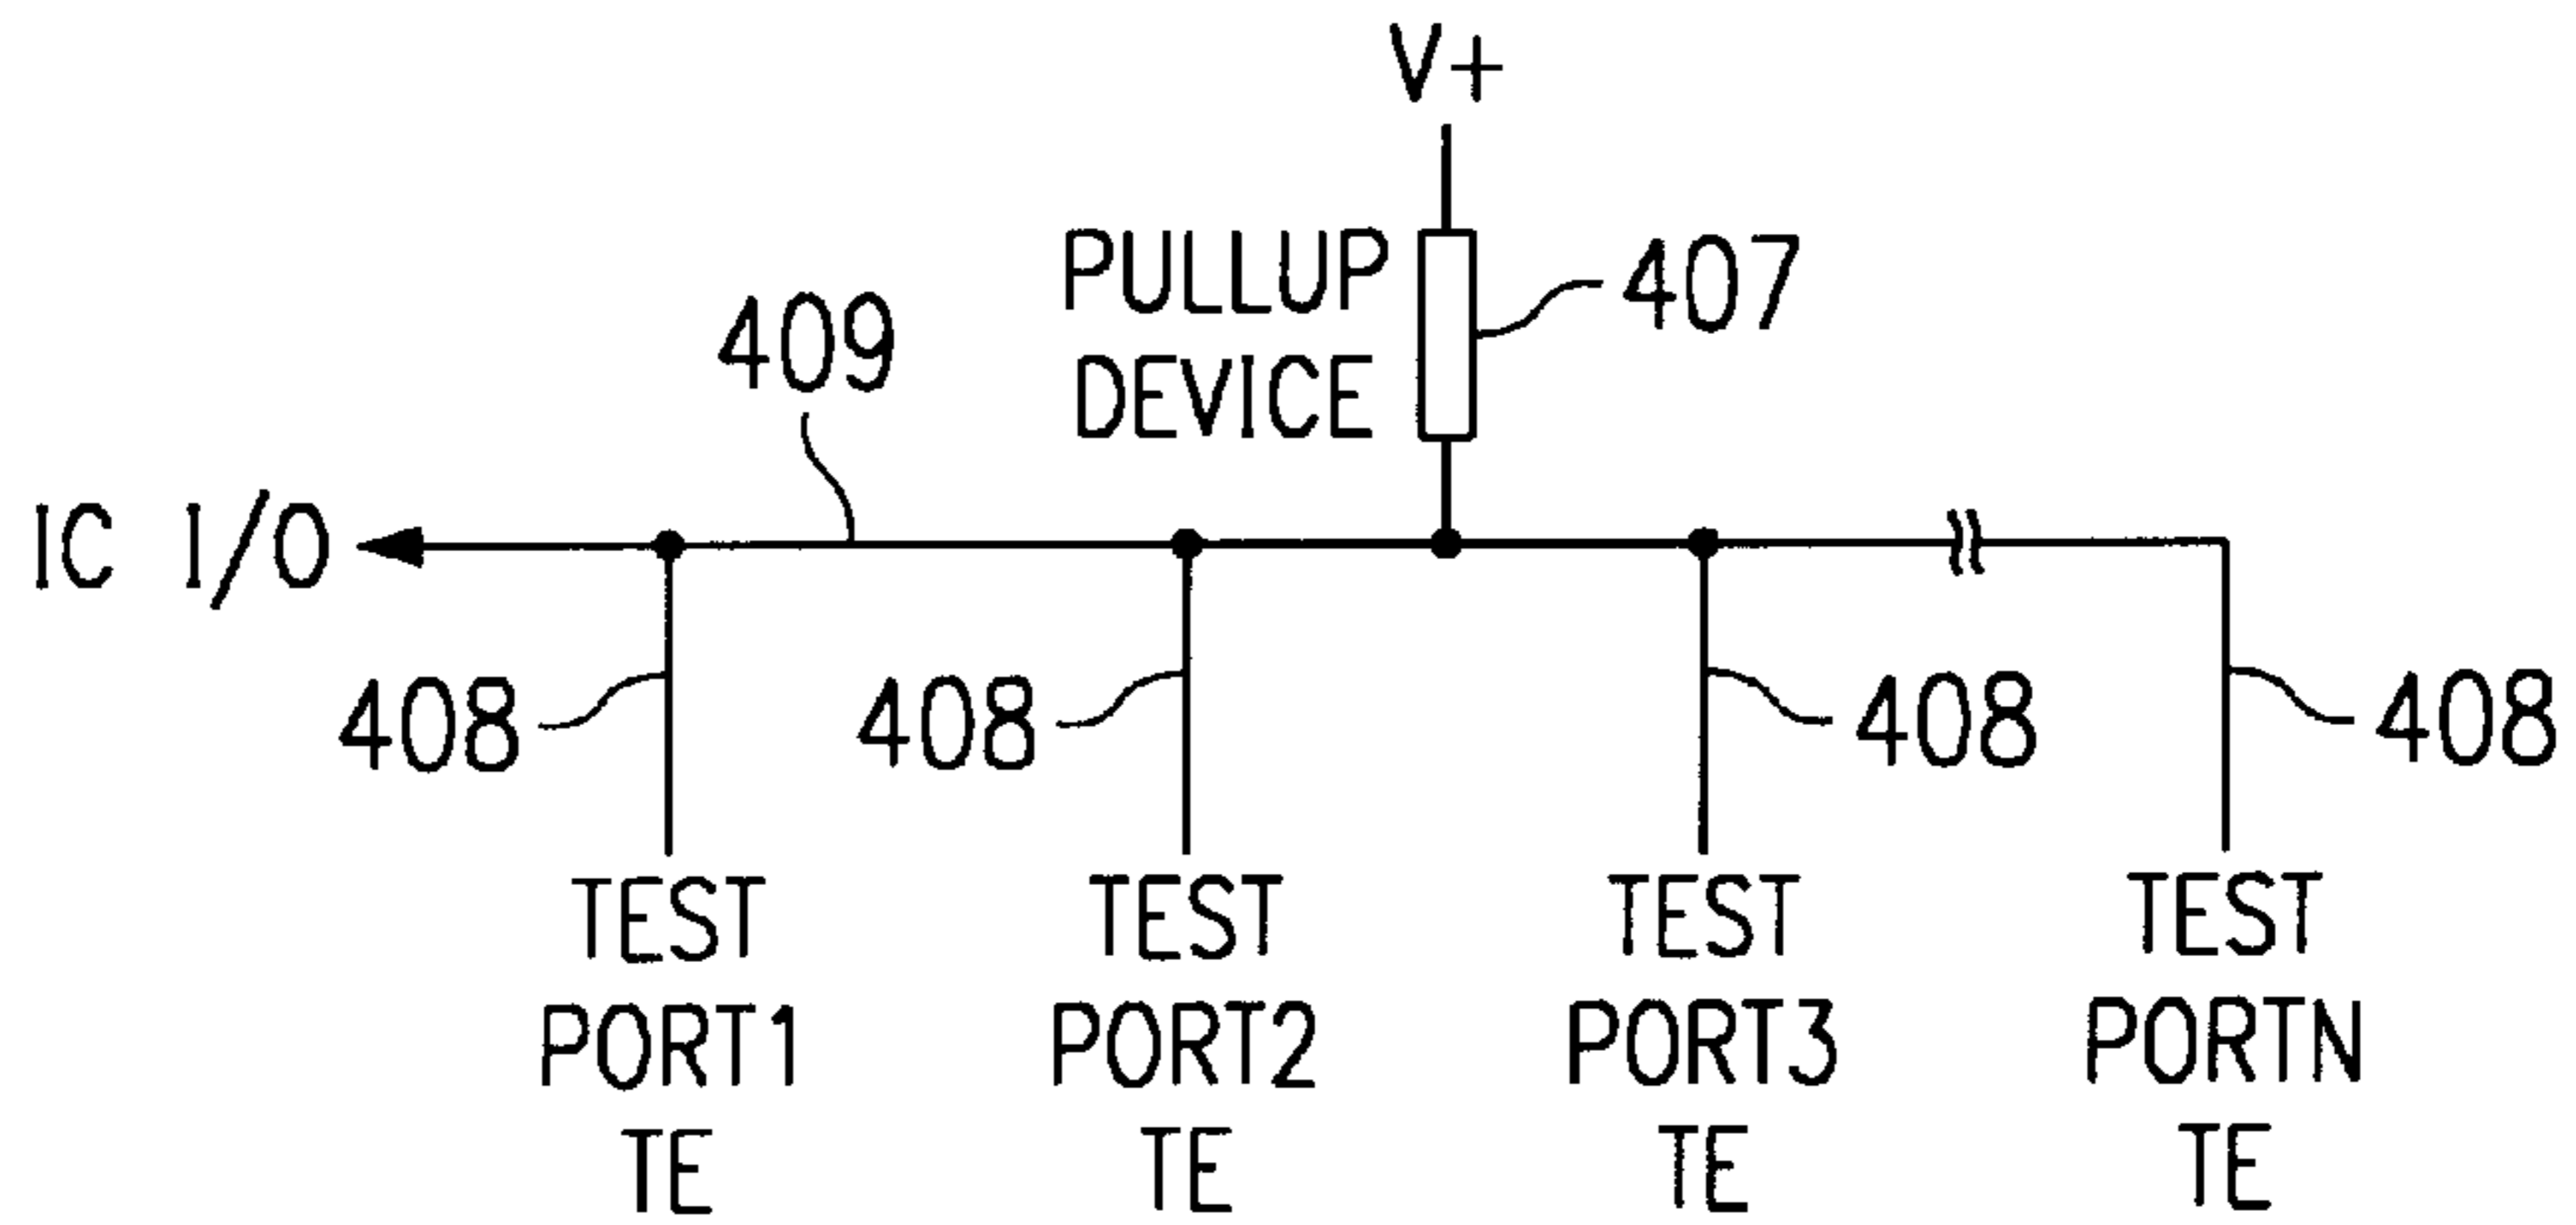 V+
PULLUP
DEVICE
407
409
IC I/O
408
408
408
408
TEST
PORT1
TE
TEST
PORT2
TE
TEST
PORT3
TE
TEST
PORTN
TE